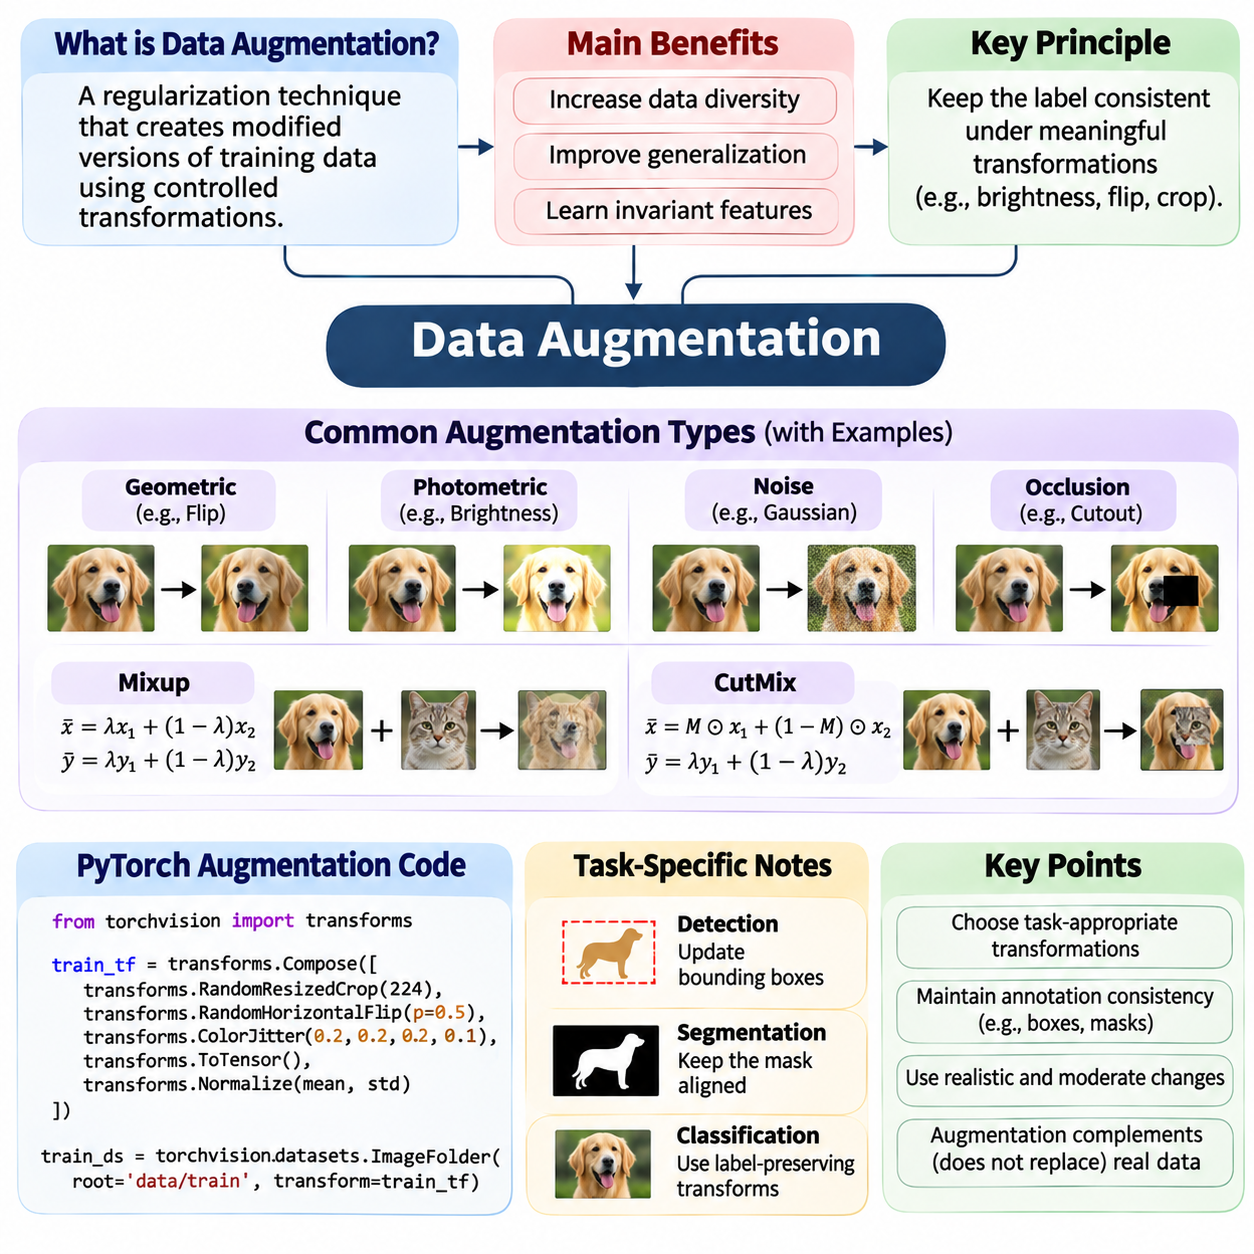 What is Data Augmentation?
A regularization technique
that creates modified
versions of training data
using controlled
transformations.
Main Benefits
Increase data diversity
Improve generalization
Learn invariant features
Key Principle
Keep the label consistent
under meaningful
transformations
(e.g., brightness, flip, crop).
Data Augmentation
Common Augmentation Types (with Examples)
Geometric
(e.g., Flip)
Photometric
(e.g., Brightness)
Noise
(e.g., Gaussian)
Occlusion
(e.g., Cutout)
Mixup
x̄ = λx₁ + (1 − λ)x₂
ȳ = λy₁ + (1 − λ)y₂
+
CutMix
x̄ = M ⊙ x₁ + (1 − M) ⊙ x₂
ȳ = λy₁ + (1 − λ)y₂
+
PyTorch Augmentation Code
from torchvision import transforms
train_tf = transforms.Compose([
transforms.RandomResizedCrop(224),
transforms.RandomHorizontalFlip(p=0.5),
transforms.ColorJitter(0.2, 0.2, 0.2, 0.1),
transforms.ToTensor(),
transforms.Normalize(mean, std)
])
train_ds = torchvision.datasets.ImageFolder(
root='data/train', transform=train_tf)
Task-Specific Notes
Detection
Update
bounding boxes
Segmentation
Keep the mask
aligned
Classification
Use label-preserving
transforms
Key Points
Choose task-appropriate
transformations
Maintain annotation consistency
(e.g., boxes, masks)
Use realistic and moderate changes
Augmentation complements
(does not replace) real data